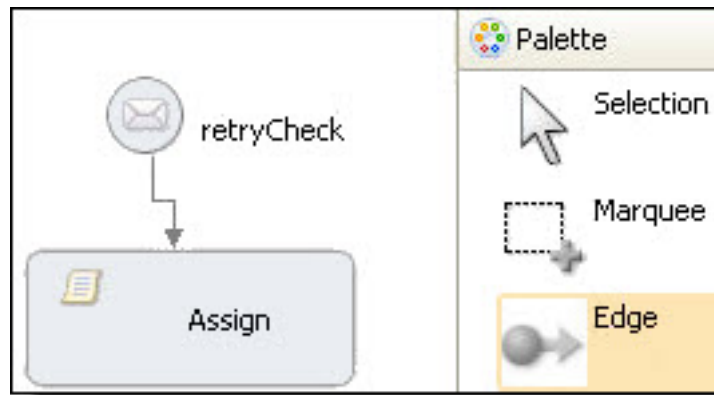 retryCheck
Assign
Palette
Selection
Marquee
Edge